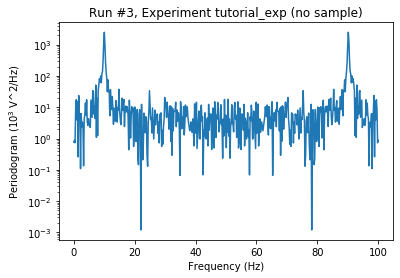 Run #3, Experiment tutorial_exp (no sample)
Periodogram (10³ V^2/Hz)
10³
10²
10¹
10⁰
10⁻¹
10⁻²
10⁻³
0 20 40 60 80 100
Frequency (Hz)